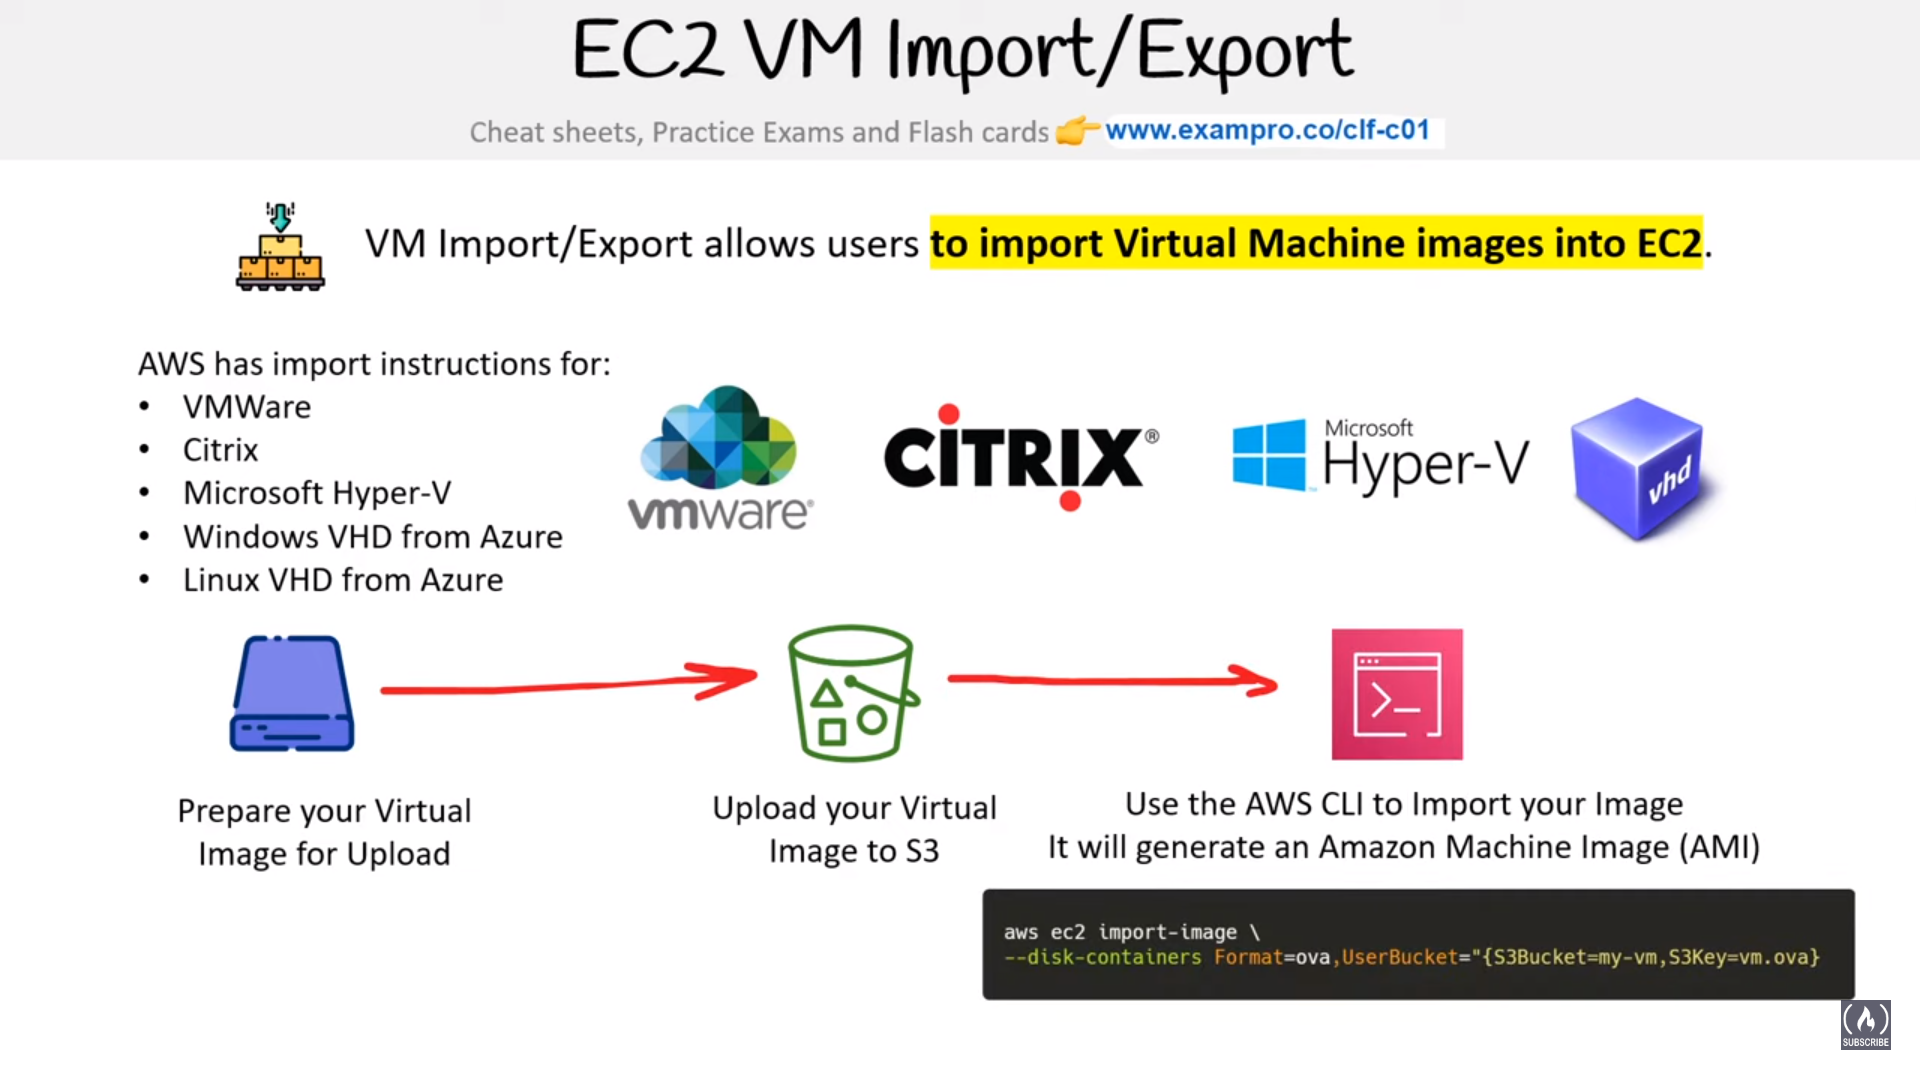 EC2 VM Import/Export
Cheat sheets, Practice Exams and Flash cards 👉 www.exampro.co/clf-c01
VM Import/Export allows users to import Virtual Machine images into EC2.
AWS has import instructions for:
• VMWare
• Citrix
• Microsoft Hyper-V
• Windows VHD from Azure
• Linux VHD from Azure
vmware®
CITRIX®
Microsoft
Hyper-V
vhd
Prepare your Virtual
Image for Upload
Upload your Virtual
Image to S3
Use the AWS CLI to Import your Image
It will generate an Amazon Machine Image (AMI)
aws ec2 import-image \
--disk-containers Format=ova,UserBucket="{S3Bucket=my-vm,S3Key=vm.ova}
SUBSCRIBE